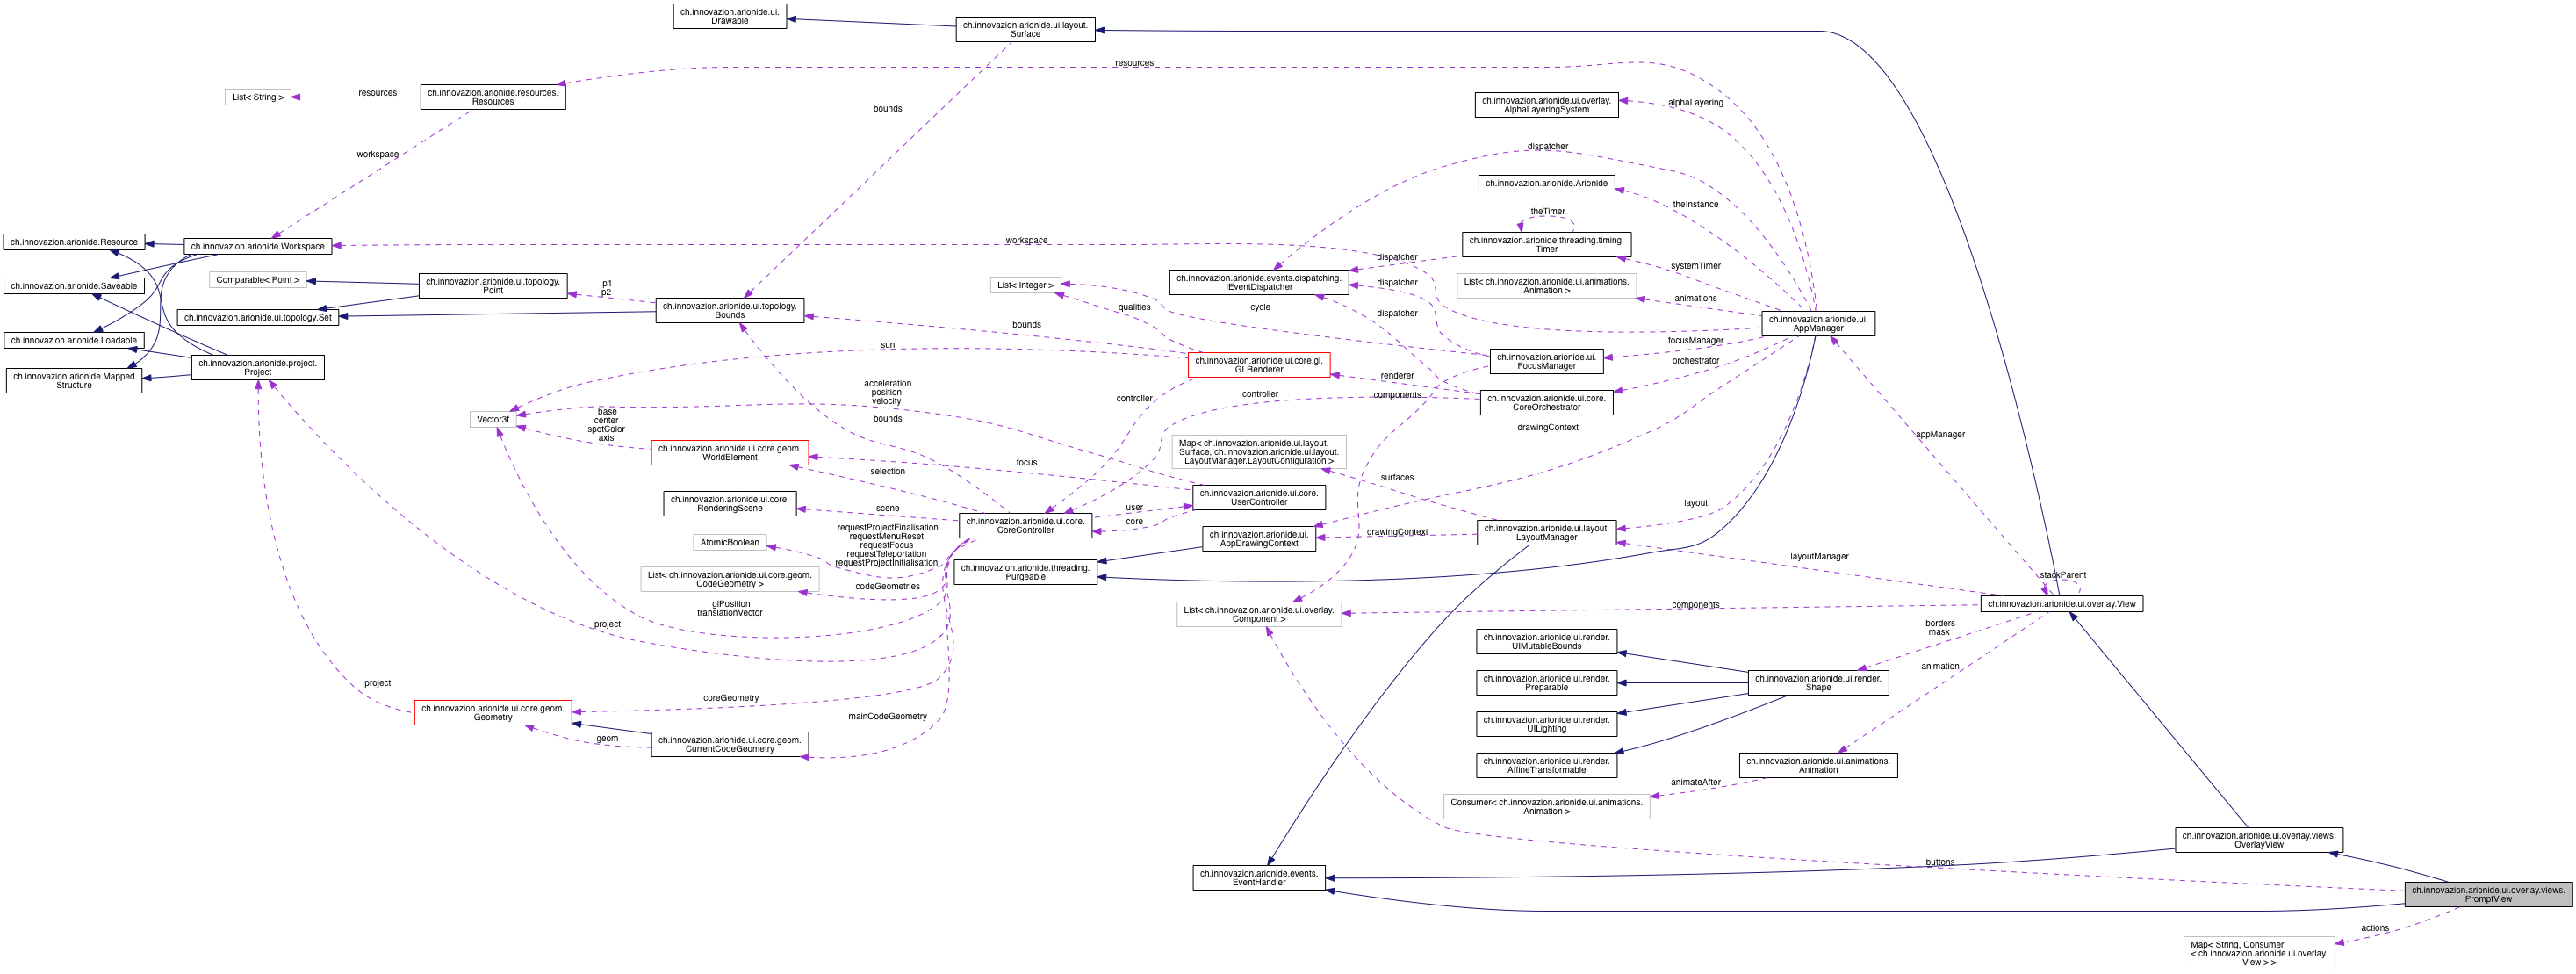 ch.innovazion.arionide.ui.
Drawable
ch.innovazion.arionide.ui.layout.
Surface
resources
List< String >
resources
ch.innovazion.arionide.resources.
Resources
bounds
ch.innovazion.arionide.ui.overlay.
AlphaLayeringSystem
alphaLayering
workspace
dispatcher
ch.innovazion.arionide.Arionide
theInstance
theTimer
ch.innovazion.arionide.Resource
ch.innovazion.arionide.Workspace
workspace
ch.innovazion.arionide.threading.timing.
Timer
dispatcher
systemTimer
ch.innovazion.arionide.Saveable
Comparable< Point >
ch.innovazion.arionide.ui.topology.
Point
p1
p2
List< Integer >
ch.innovazion.arionide.events.dispatching.
IEventDispatcher
dispatcher
List< ch.innovazion.arionide.ui.animations.
Animation >
animations
ch.innovazion.arionide.ui.topology.Set
ch.innovazion.arionide.ui.topology.
Bounds
qualities
cycle
dispatcher
ch.innovazion.arionide.ui.
AppManager
bounds
ch.innovazion.arionide.Loadable
sun
focusManager
ch.innovazion.arionide.project.
Project
ch.innovazion.arionide.ui.core.gl.
GLRenderer
ch.innovazion.arionide.ui.
FocusManager
orchestrator
ch.innovazion.arionide.Mapped
Structure
renderer
acceleration
position
velocity
controller
controller
components
ch.innovazion.arionide.ui.core.
CoreOrchestrator
Vector3f
base
center
spotColor
axis
bounds
drawingContext
appManager
ch.innovazion.arionide.ui.core.geom.
WorldElement
focus
Map< ch.innovazion.arionide.ui.layout.
Surface, ch.innovazion.arionide.ui.layout.
LayoutManager.LayoutConfiguration >
selection
surfaces
ch.innovazion.arionide.ui.core.
RenderingScene
scene
user
ch.innovazion.arionide.ui.core.
UserController
layout
ch.innovazion.arionide.ui.core.
CoreController
core
AtomicBoolean
requestProjectFinalisation
requestMenuReset
requestFocus
requestTeleportation
requestProjectInitialisation
ch.innovazion.arionide.ui.
AppDrawingContext
drawingContext
ch.innovazion.arionide.ui.layout.
LayoutManager
layoutManager
ch.innovazion.arionide.threading.
Purgeable
List< ch.innovazion.arionide.ui.core.geom.
CodeGeometry >
codeGeometries
stackParent
glPosition
translationVector
List< ch.innovazion.arionide.ui.overlay.
Component >
components
ch.innovazion.arionide.ui.overlay.View
project
borders
mask
ch.innovazion.arionide.ui.render.
UIMutableBounds
animation
project
coreGeometry
ch.innovazion.arionide.ui.render.
Preparable
ch.innovazion.arionide.ui.render.
Shape
ch.innovazion.arionide.ui.core.geom.
Geometry
mainCodeGeometry
ch.innovazion.arionide.ui.render.
UILighting
geom
ch.innovazion.arionide.ui.core.geom.
CurrentCodeGeometry
ch.innovazion.arionide.ui.render.
AffineTransformable
ch.innovazion.arionide.ui.animations.
Animation
animateAfter
Consumer< ch.innovazion.arionide.ui.animations.
Animation >
ch.innovazion.arionide.ui.overlay.views.
OverlayView
buttons
ch.innovazion.arionide.events.
EventHandler
ch.innovazion.arionide.ui.overlay.views.
PromptView
actions
Map< String, Consumer
< ch.innovazion.arionide.ui.overlay.
View > >